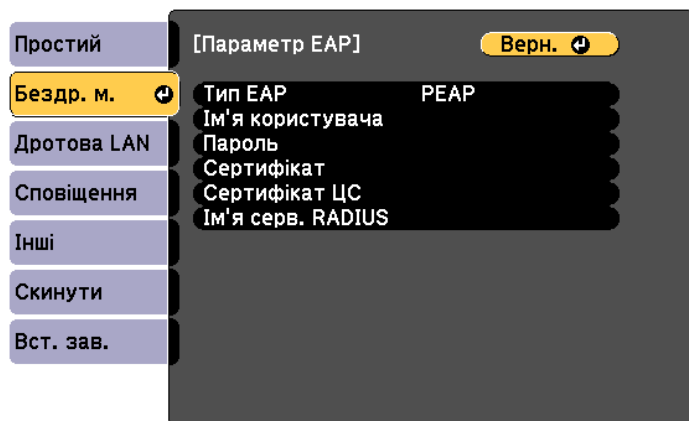 Простий
Бездр. м.
Дротова LAN
Сповіщення
Інші
Скинути
Вст. зав.
[Параметр EAP] Верн.
Тип EAP PEAP
Ім'я користувача
Пароль
Сертифікат
Сертифікат ЦС
Ім'я серв. RADIUS